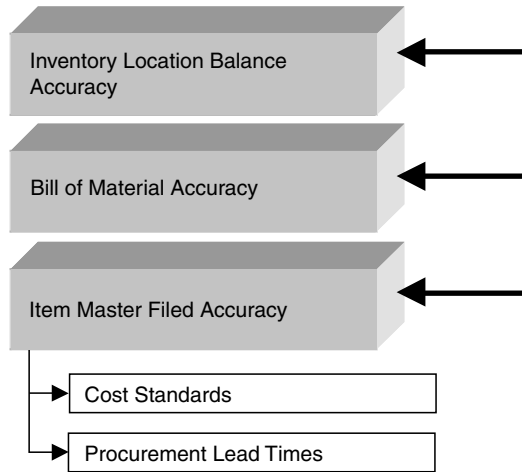 Inventory Location Balance
Accuracy
Bill of Material Accuracy
Item Master Filed Accuracy
Cost Standards
Procurement Lead Times